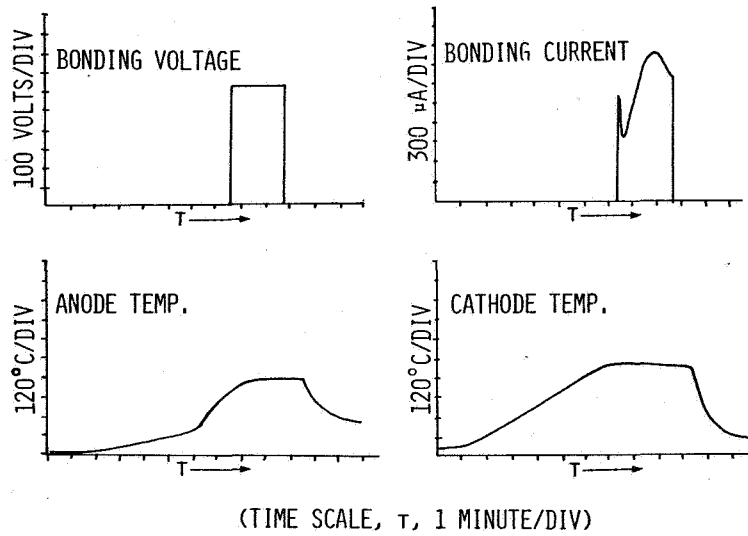 BONDING VOLTAGE
100 VOLTS/DIV
T
BONDING CURRENT
300 µA/DIV
T
ANODE TEMP.
120°C/DIV
T
CATHODE TEMP.
120°C/DIV
T
(TIME SCALE, T, 1 MINUTE/DIV)